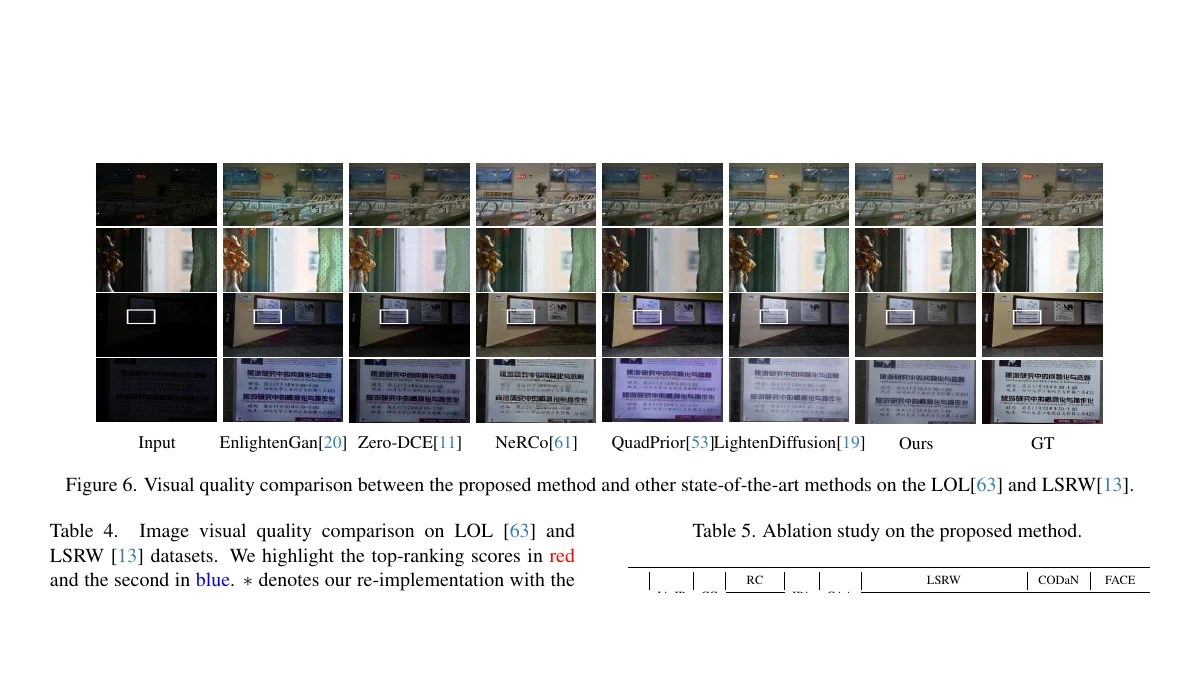 Input EnlightenGan[20] Zero-DCE[11] NeRCo[61] QuadPrior[53] LightenDiffusion[19] Ours GT
Figure 6. Visual quality comparison between the proposed method and other state-of-the-art methods on the LOL[63] and LSRW[13].
Table 4. Image visual quality comparison on LOL [63] and
LSRW [13] datasets. We highlight the top-ranking scores in red
and the second in blue. ∗ denotes our re-implementation with the
Table 5. Ablation study on the proposed method.
RC LSRW CODaN FACE